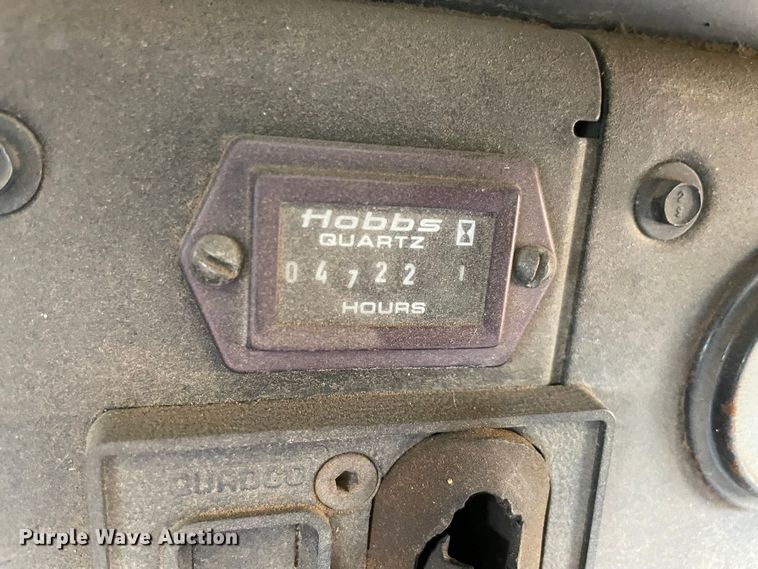 Hobbs
QUARTZ
04722 1
HOURS
Purple Wave Auction